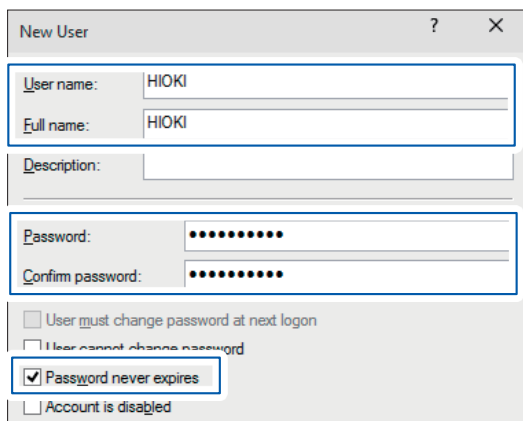 New User
User name: HIOKI
Full name: HIOKI
Description:
Password: ●●●●●●●●●●
Confirm password: ●●●●●●●●●●
User must change password at next logon
User cannot change password
Password never expires
Account is disabled